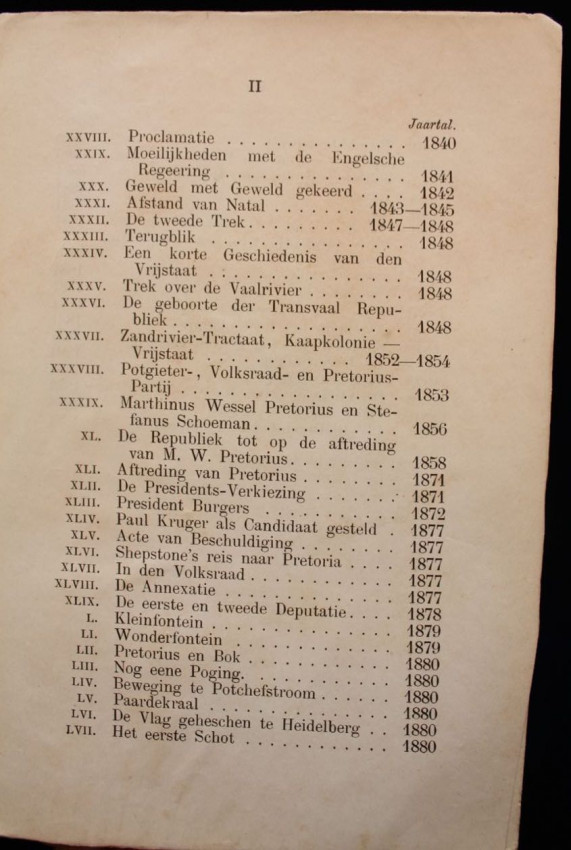 II
Jaartal.
XXVIII. Proclamatie . . . . . . . . . . . . . . . 1840
XXIX. Moeilijkheden met de Engelsche
Regeering . . . . . . . . . . . . . . . 1841
XXX. Geweld met Geweld gekeerd . . . . 1842
XXXI. Afstand van Natal . . . . . . . 1843—1845
XXXII. De tweede Trek . . . . . . . . . 1847—1848
XXXIII. Terugblik . . . . . . . . . . . . . . . . 1848
XXXIV. Een korte Geschiedenis van den
Vrijstaat . . . . . . . . . . . . . . . . 1848
XXXV. Trek over de Vaalrivier . . . . . . . . 1848
XXXVI. De geboorte der Transvaal Repu-
bliek . . . . . . . . . . . . . . . . . . . 1848
XXXVII. Zandrivier-Tractaat, Kaapkolonie —
Vrijstaat . . . . . . . . . . . . 1852—1854
XXXVIII. Potgieter-, Volksraad- en Pretorius-
Partij . . . . . . . . . . . . . . . . . . 1853
XXXIX. Marthinus Wessel Pretorius en Ste-
fanus Schoeman . . . . . . . . . . . . 1856
XL. De Republiek tot op de aftreding
van M. W. Pretorius . . . . . . . . . 1858
XLI. Aftreding van Pretorius . . . . . . . . 1871
XLII. De Presidents-Verkiezing . . . . . . . 1871
XLIII. President Burgers . . . . . . . . . . . 1872
XLIV. Paul Kruger als Candidaat gesteld . 1877
XLV. Acte van Beschuldiging . . . . . . . . 1877
XLVI. Shepstone's reis naar Pretoria . . . . 1877
XLVII. In den Volksraad . . . . . . . . . . . . 1877
XLVIII. De Annexatie . . . . . . . . . . . . . . 1877
XLIX. De eerste en tweede Deputatie . . . . 1878
L. Kleinfontein . . . . . . . . . . . . . . . 1879
LI. Wonderfontein . . . . . . . . . . . . . 1879
LII. Pretorius en Bok . . . . . . . . . . . . 1880
LIII. Nog eene Poging. . . . . . . . . . . . . 1880
LIV. Beweging te Potchefstroom . . . . . . 1880
LV. Paardekraal . . . . . . . . . . . . . . . 1880
LVI. De Vlag geheschen te Heidelberg . . 1880
LVII. Het eerste Schot . . . . . . . . . . . . 1880